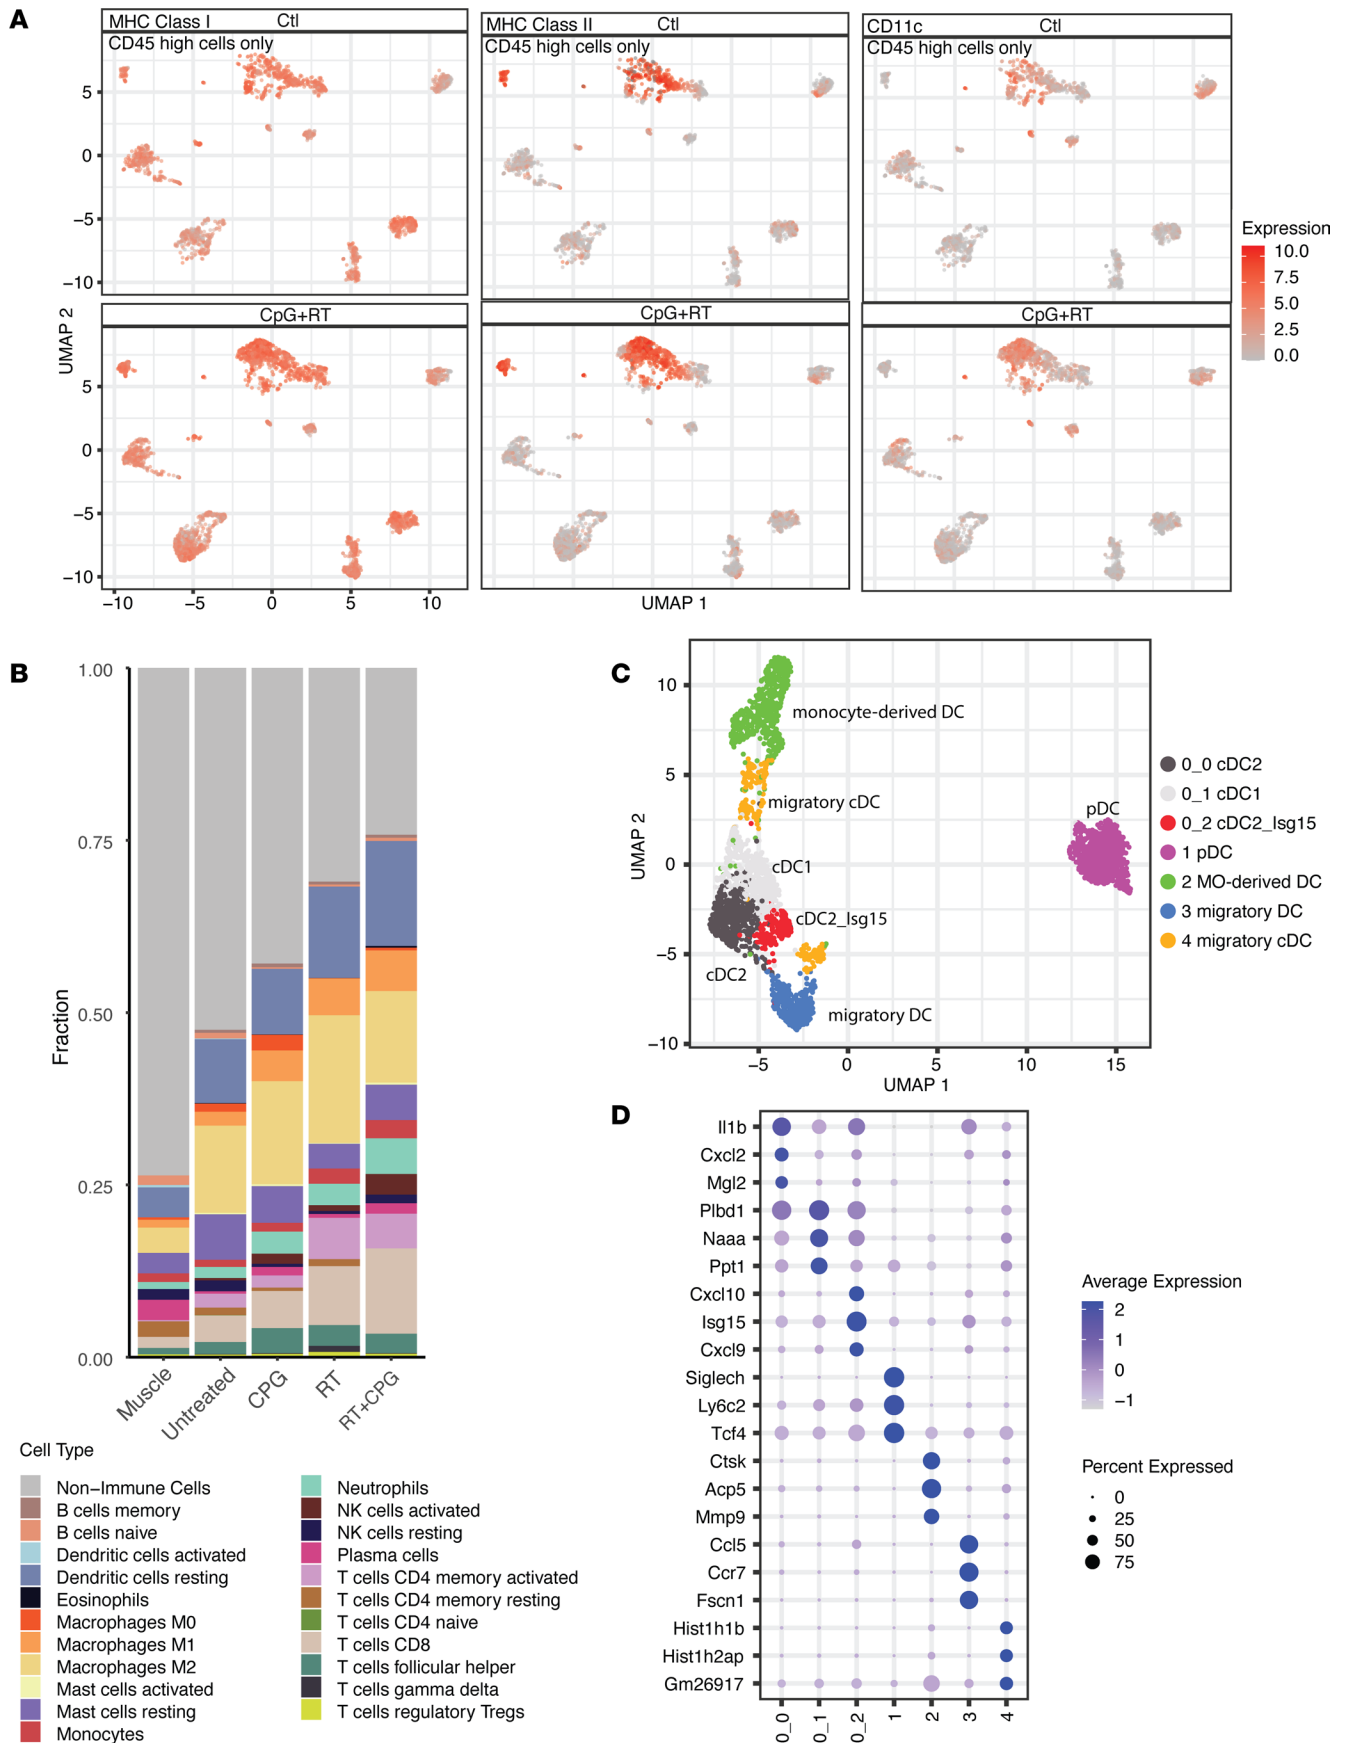 A
MHC Class I Ctl
CD45 high cells only
MHC Class II Ctl
CD45 high cells only
CD11c Ctl
CD45 high cells only
5
0
−5
−10
CpG+RT
CpG+RT
CpG+RT
5
0
−5
−10
UMAP 2
−10 −5 0 5 10
UMAP 1
Expression
10.0
7.5
5.0
2.5
0.0
B
1.00
0.75
0.50
0.25
0.00
Fraction
Muscle
Untreated
CPG
RT
RT+CPG
Cell Type
Non−Immune Cells
B cells memory
B cells naive
Dendritic cells activated
Dendritic cells resting
Eosinophils
Macrophages M0
Macrophages M1
Macrophages M2
Mast cells activated
Mast cells resting
Monocytes
Neutrophils
NK cells activated
NK cells resting
Plasma cells
T cells CD4 memory activated
T cells CD4 memory resting
T cells CD4 naive
T cells CD8
T cells follicular helper
T cells gamma delta
T cells regulatory Tregs
C
10
5
0
−5
−10
UMAP 2
monocyte-derived DC
migratory cDC
cDC1
cDC2_Isg15
cDC2
migratory DC
pDC
−5 0 5 10 15
UMAP 1
0_0 cDC2
0_1 cDC1
0_2 cDC2_Isg15
1 pDC
2 MO-derived DC
3 migratory DC
4 migratory cDC
D
Il1b
Cxcl2
Mgl2
Plbd1
Naaa
Ppt1
Cxcl10
Isg15
Cxcl9
Siglech
Ly6c2
Tcf4
Ctsk
Acp5
Mmp9
Ccl5
Ccr7
Fscn1
Hist1h1b
Hist1h2ap
Gm26917
0_0
0_1
0_2
1
2
3
4
Average Expression
2
1
0
−1
Percent Expressed
0
25
50
75